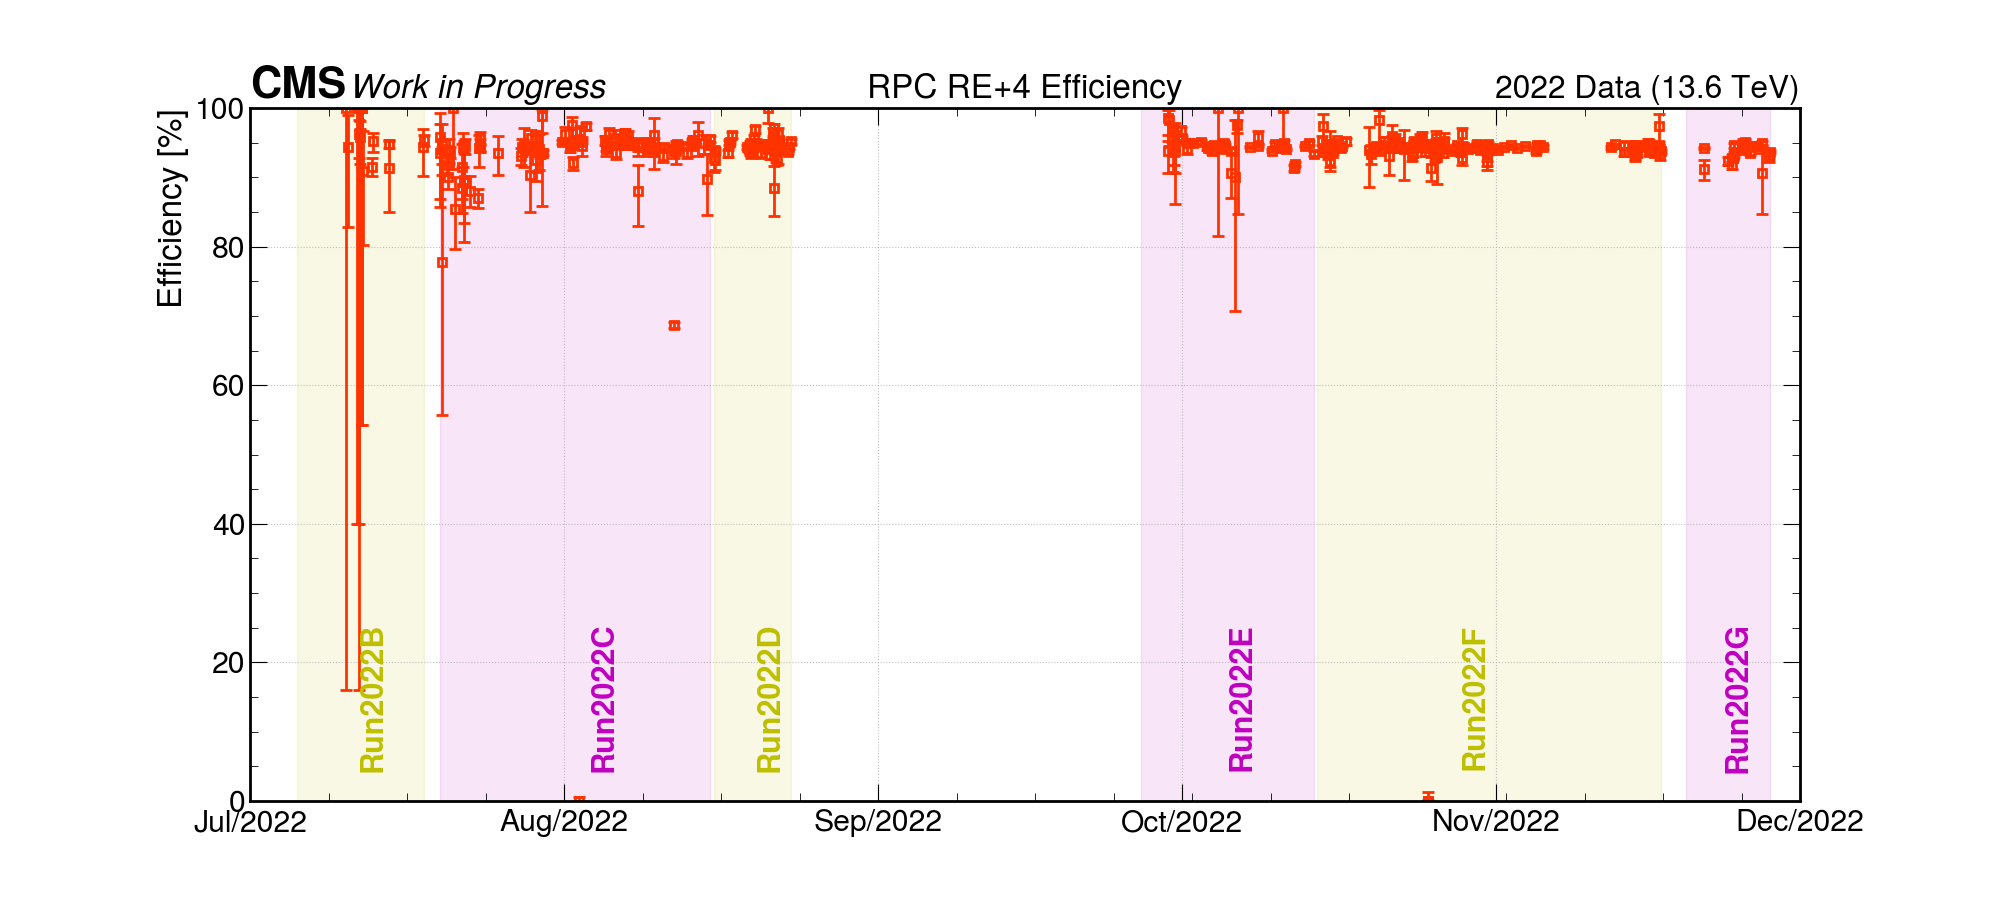 CMS Work in Progress RPC RE+4 Efficiency 2022 Data (13.6 TeV)
Efficiency [%]
100
80
60
40
20
0
Run2022B Run2022C Run2022D Run2022E Run2022F Run2022G
Jul/2022 Aug/2022 Sep/2022 Oct/2022 Nov/2022 Dec/2022